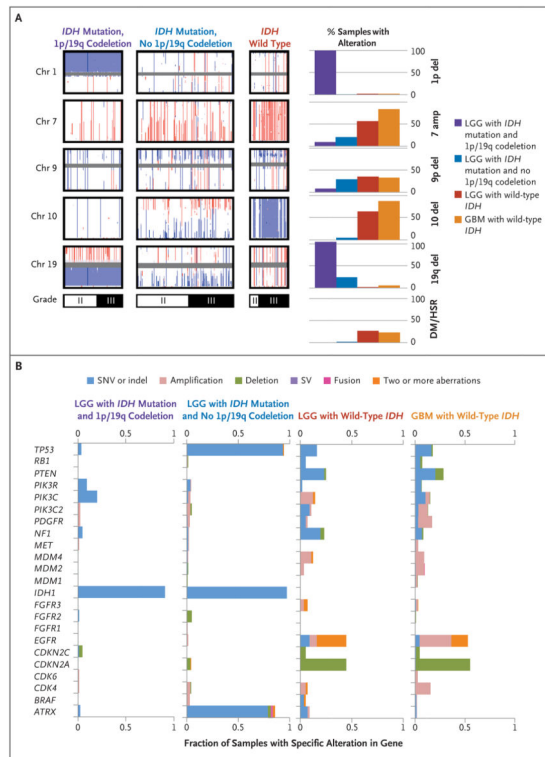 A
IDH Mutation,
1p/19q Codeletion
IDH Mutation,
No 1p/19q Codeletion
IDH
Wild Type
% Samples with
Alteration
Chr 1
Chr 7
Chr 9
Chr 10
Chr 19
Grade
II
III
II
III
II
III
100
50
0
1p del
50
0
7 amp
50
0
9p del
50
0
10 del
100
50
0
19q del
50
0
DM/HSR
LGG with IDH
mutation and
1p/19q codeletion
LGG with IDH
mutation and no
1p/19q codeletion
LGG with wild-type
IDH
GBM with wild-type
IDH
B
SNV or indel
Amplification
Deletion
SV
Fusion
Two or more aberrations
LGG with IDH Mutation
and 1p/19q Codeletion
LGG with IDH Mutation
and No 1p/19q Codeletion
LGG with Wild-Type IDH
GBM with Wild-Type IDH
0 0.5 1
0 0.5 1
0 0.5 1
0 0.5 1
TP53
RB1
PTEN
PIK3R
PIK3C
PIK3C2
PDGFR
NF1
MET
MDM4
MDM2
MDM1
IDH1
FGFR3
FGFR2
FGFR1
EGFR
CDKN2C
CDKN2A
CDK6
CDK4
BRAF
ATRX
0 0.5 1
0 0.5 1
0 0.5 1
0 0.5 1
Fraction of Samples with Specific Alteration in Gene